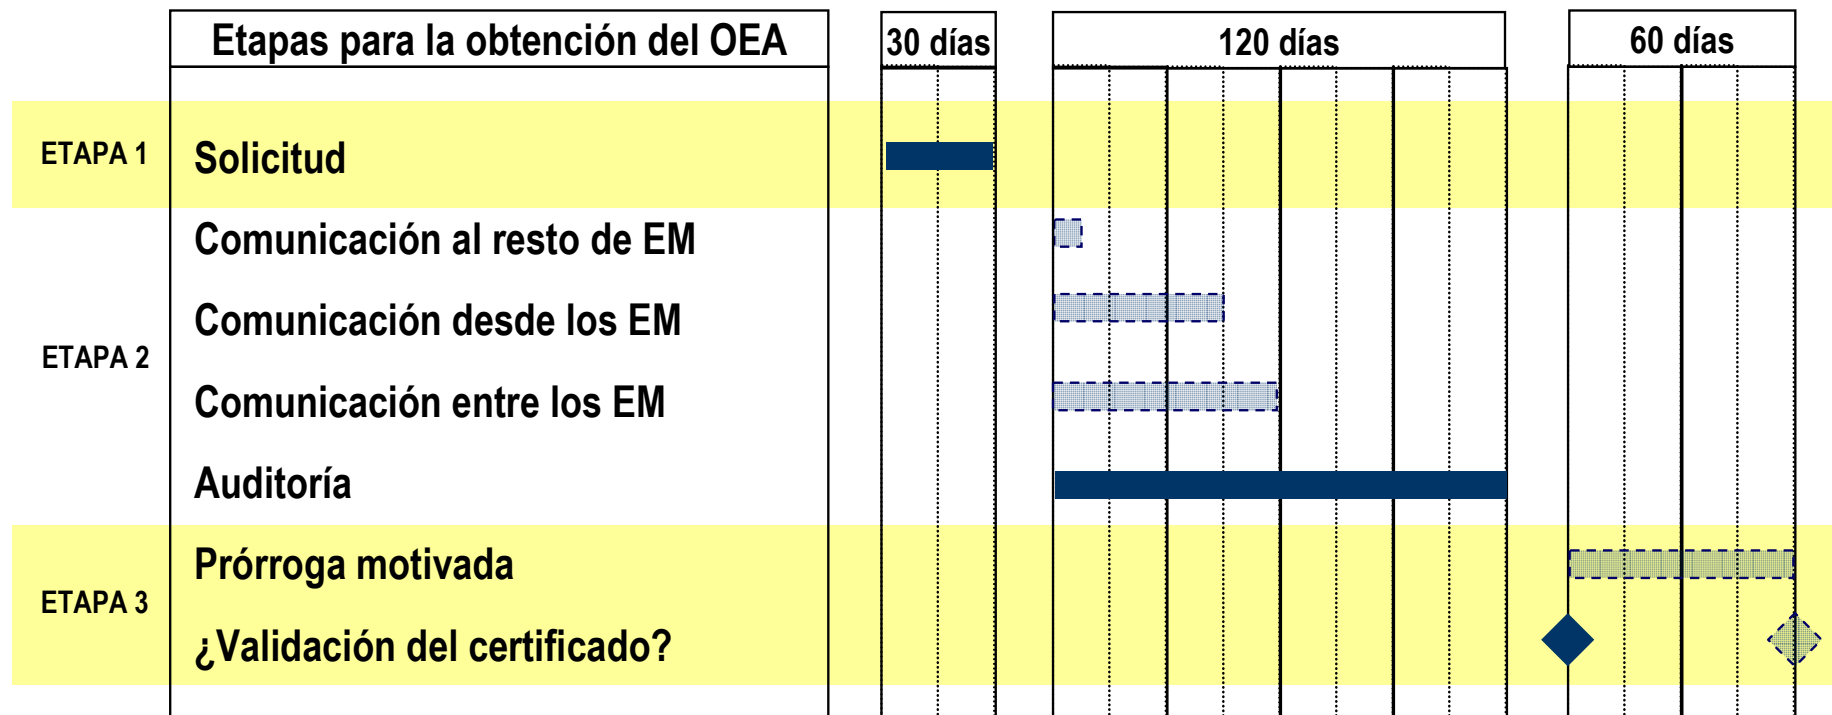 Etapas para la obtención del OEA 30 días 120 días 60 días
ETAPA 1 Solicitud
Comunicación al resto de EM
Comunicación desde los EM
ETAPA 2
Comunicación entre los EM
Auditoría
Prórroga motivada
ETAPA 3
¿Validación del certificado?